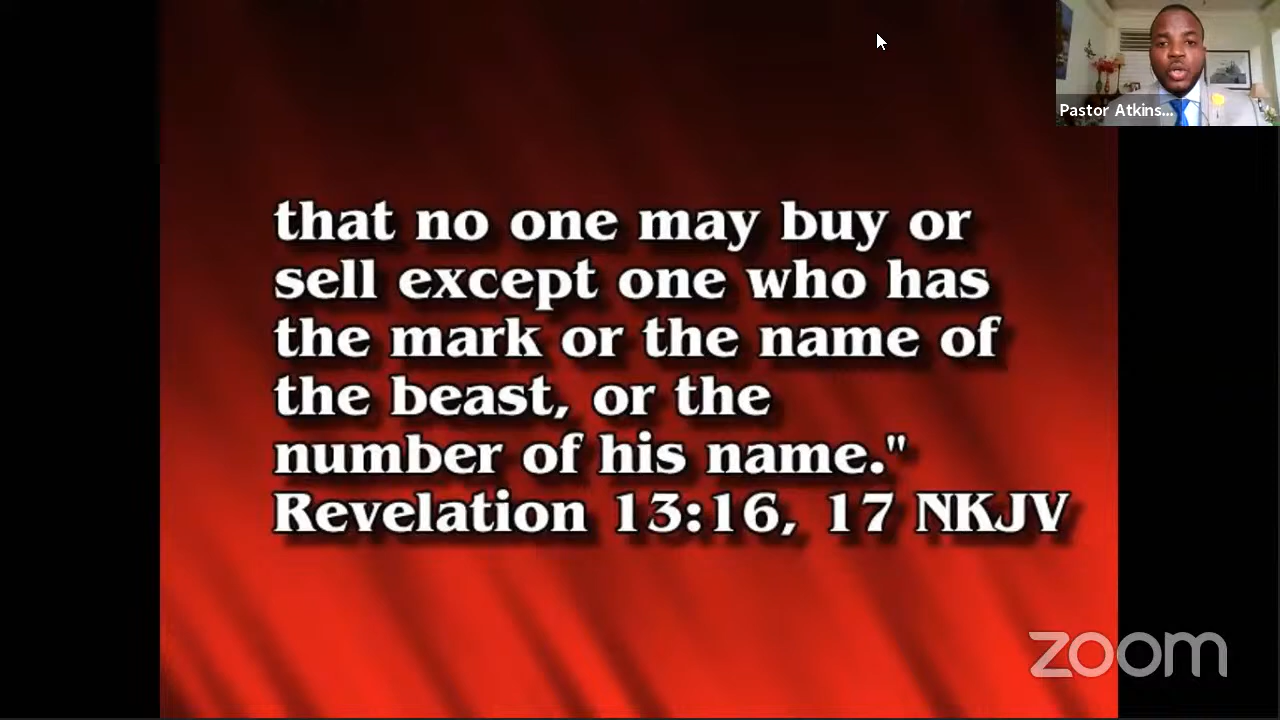 Pastor Atkins...
that no one may buy or
sell except one who has
the mark or the name of
the beast, or the
number of his name."
Revelation 13:16, 17 NKJV
zoom